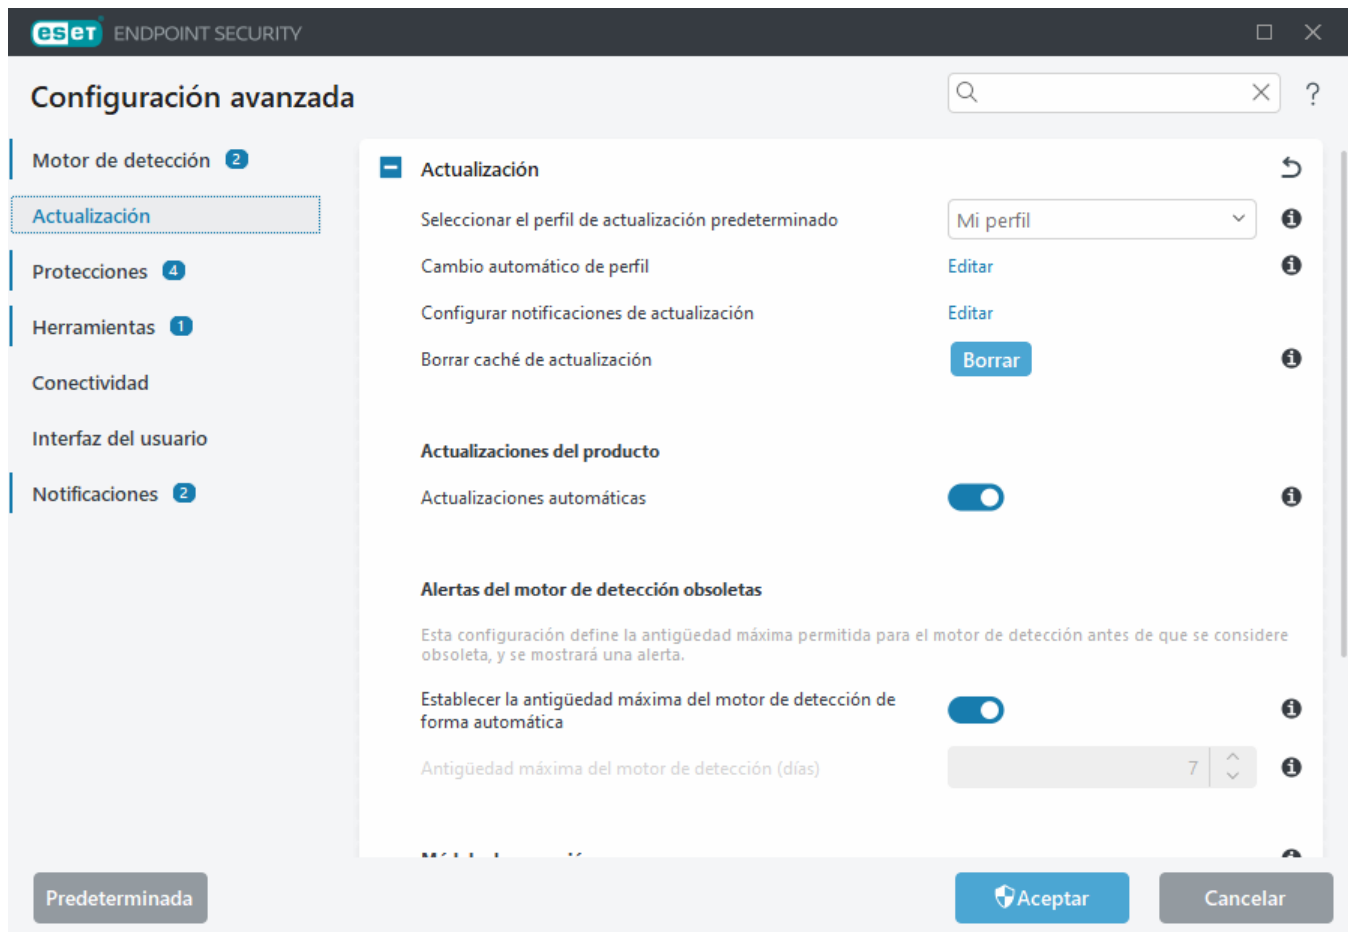 eset ENDPOINT SECURITY
Configuración avanzada
?
Motor de detección 2
Actualización
Protecciones 4
Herramientas 1
Conectividad
Interfaz del usuario
Notificaciones 2
Actualización
Seleccionar el perfil de actualización predeterminado Mi perfil
Cambio automático de perfil Editar
Configurar notificaciones de actualización Editar
Borrar caché de actualización Borrar
Actualizaciones del producto
Actualizaciones automáticas
Alertas del motor de detección obsoletas
Esta configuración define la antigüedad máxima permitida para el motor de detección antes de que se considere
obsoleta, y se mostrará una alerta.
Establecer la antigüedad máxima del motor de detección de
forma automática
Antigüedad máxima del motor de detección (días) 7
Predeterminada Aceptar Cancelar